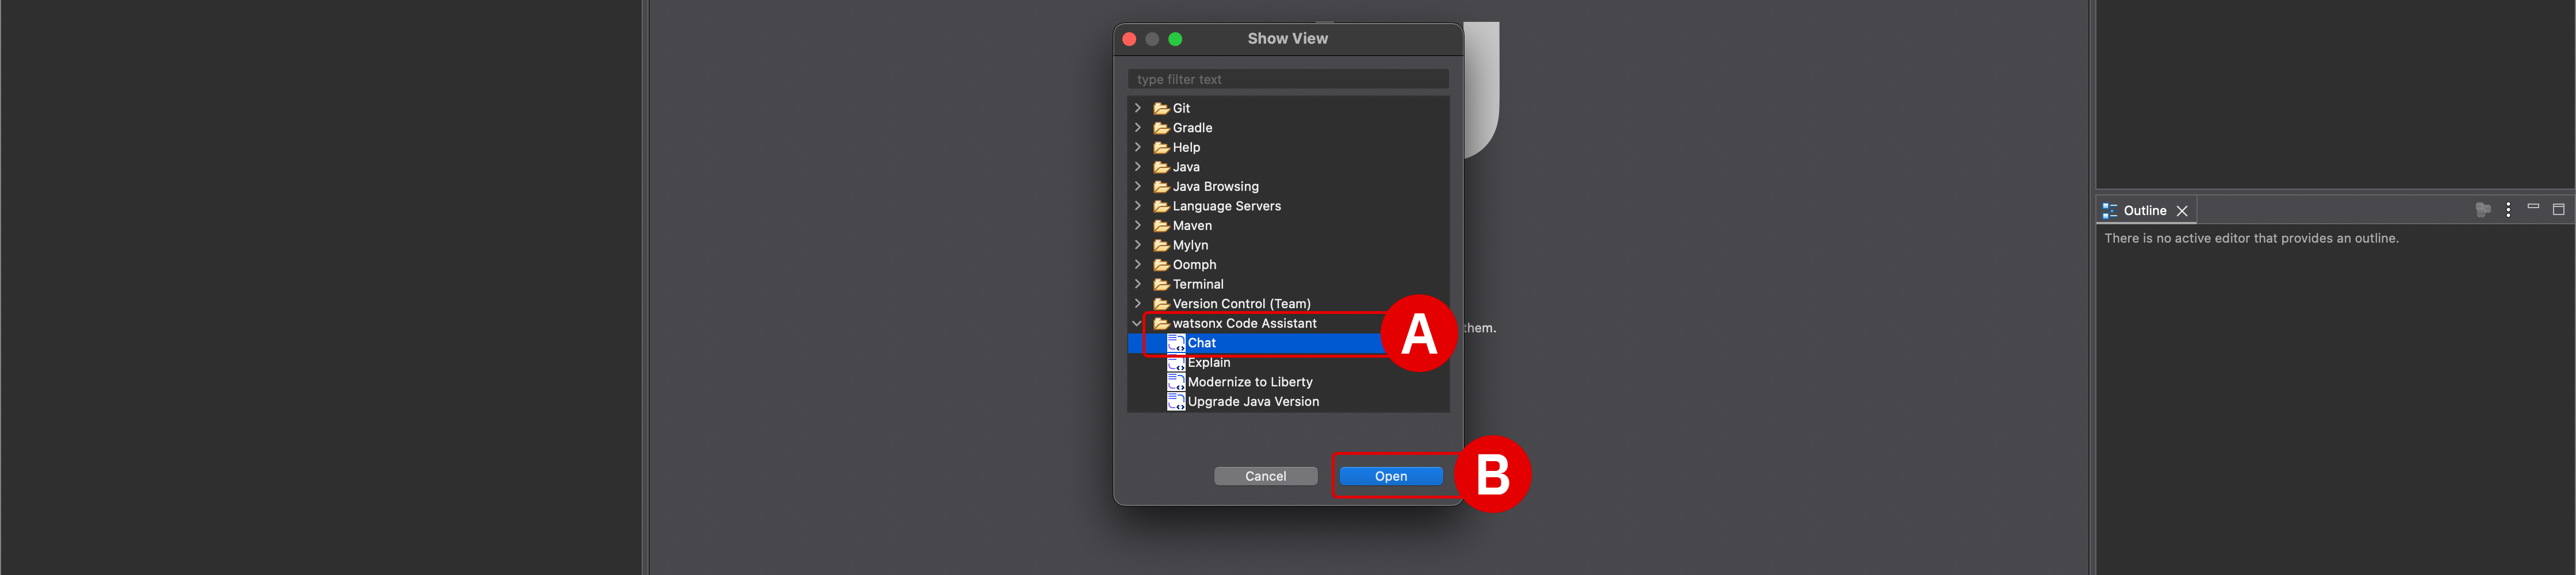 Show View
type filter text
Git
Gradle
Help
Java
Java Browsing
Language Servers
Maven
Mylyn
Oomph
Terminal
Version Control (Team)
watsonx Code Assistant
Chat
Explain
Modernize to Liberty
Upgrade Java Version
A
them.
Cancel
Open
B
Outline
There is no active editor that provides an outline.